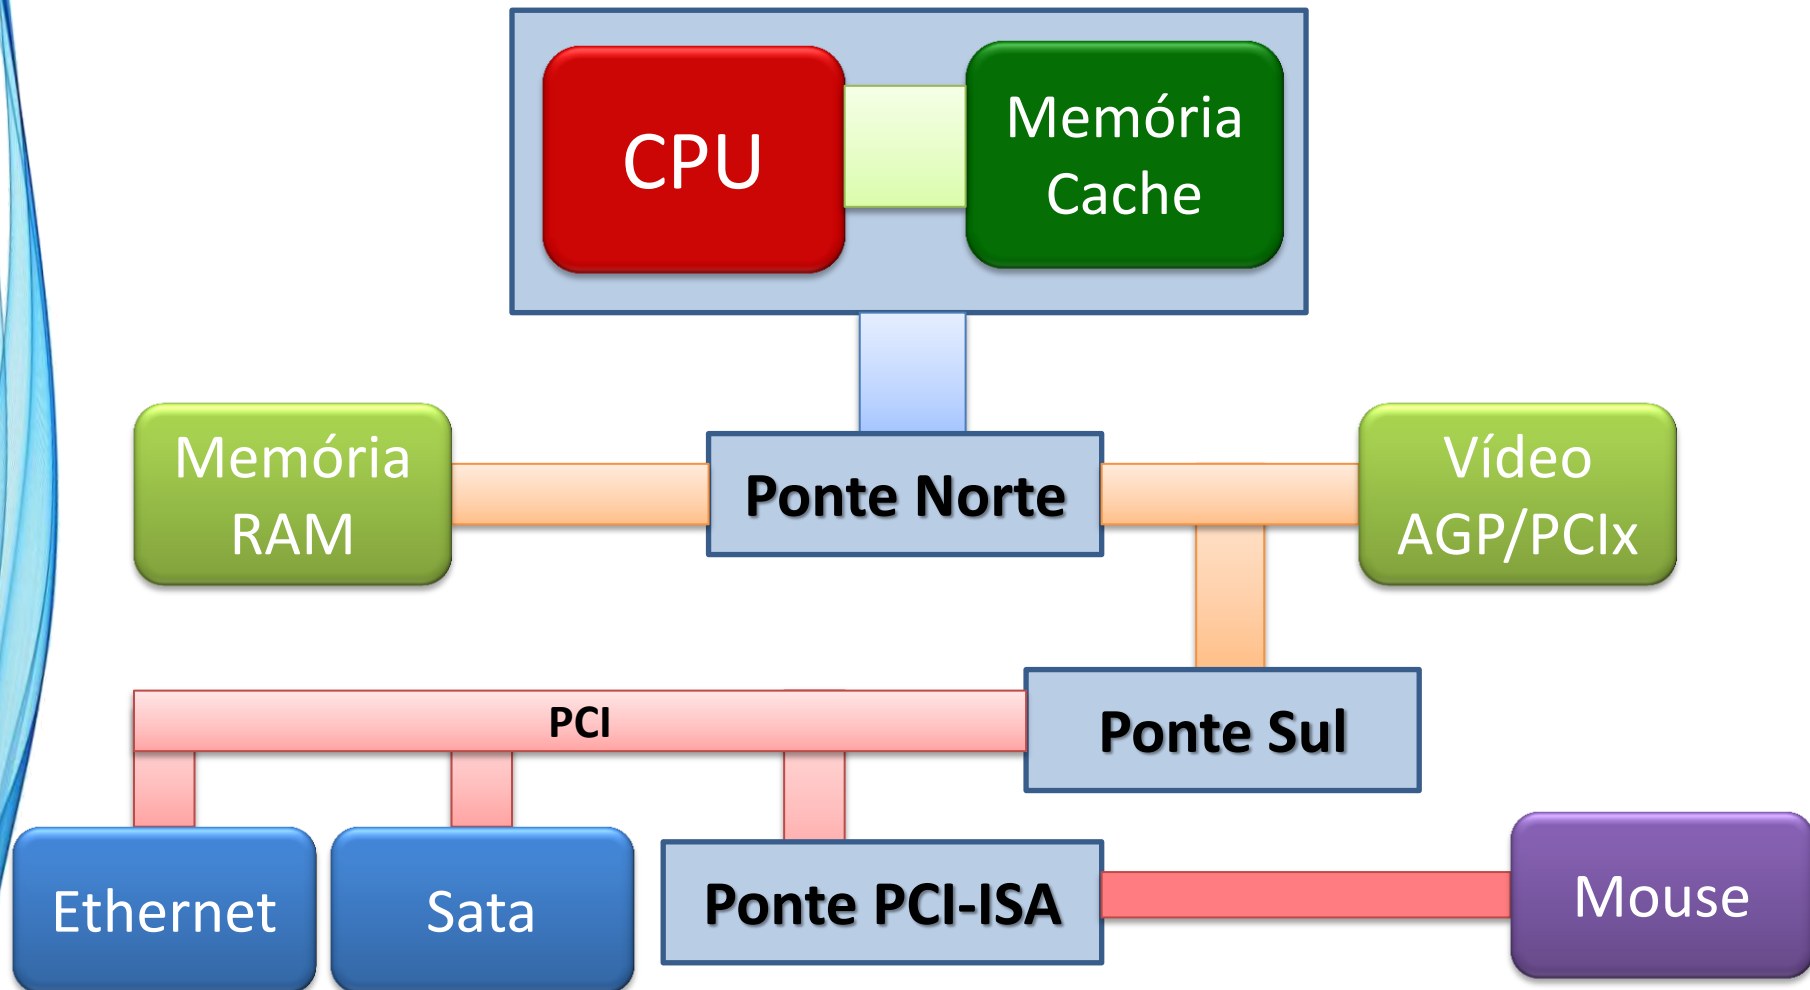 CPU
Memória
Cache
Memória
RAM
Ponte Norte
Vídeo
AGP/PCIx
PCI
Ponte Sul
Ethernet
Sata
Ponte PCI-ISA
Mouse